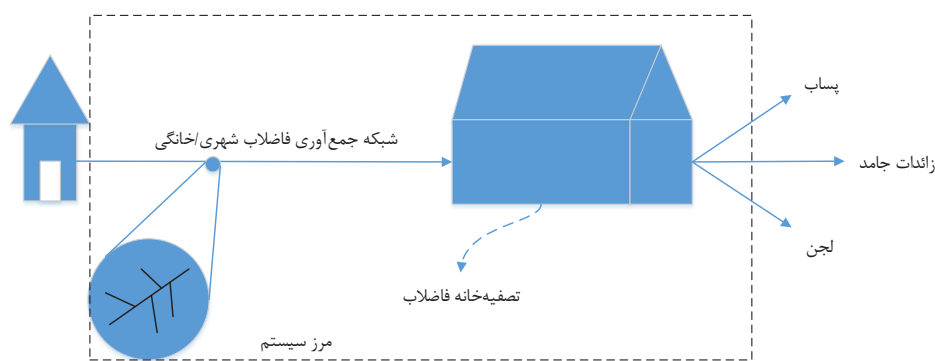 پساب
شبکه جمع‌آوری فاضلاب شهری/خانگی
زائدات جامد
لجن
تصفیه‌خانه فاضلاب
مرز سیستم